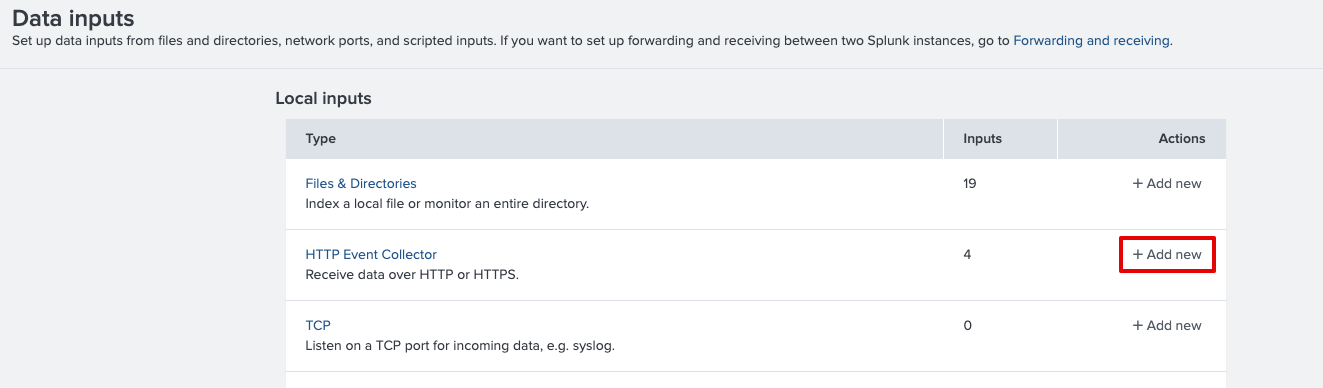 Data inputs
Set up data inputs from files and directories, network ports, and scripted inputs. If you want to set up forwarding and receiving between two Splunk instances, go to Forwarding and receiving.
Local inputs
Type Inputs Actions
Files & Directories 19 + Add new
Index a local file or monitor an entire directory.
HTTP Event Collector 4 + Add new
Receive data over HTTP or HTTPS.
TCP 0 + Add new
Listen on a TCP port for incoming data, e.g. syslog.